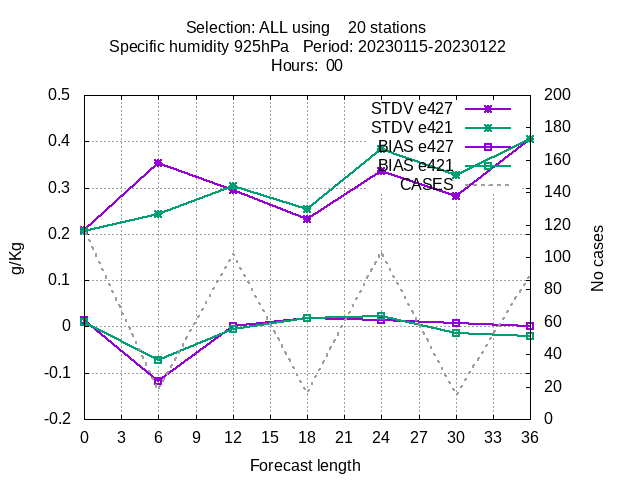 Selection: ALL using 20 stations
Specific humidity 925hPa Period: 20230115-20230122
Hours: 00
0.5
0.4
0.3
0.2
0.1
0
-0.1
-0.2
g/Kg
STDV e427
STDV e421
BIAS e427
BIAS e421
CASES
200
180
160
140
120
100
80
60
40
20
0
No cases
0 3 6 9 12 15 18 21 24 27 30 33 36
Forecast length